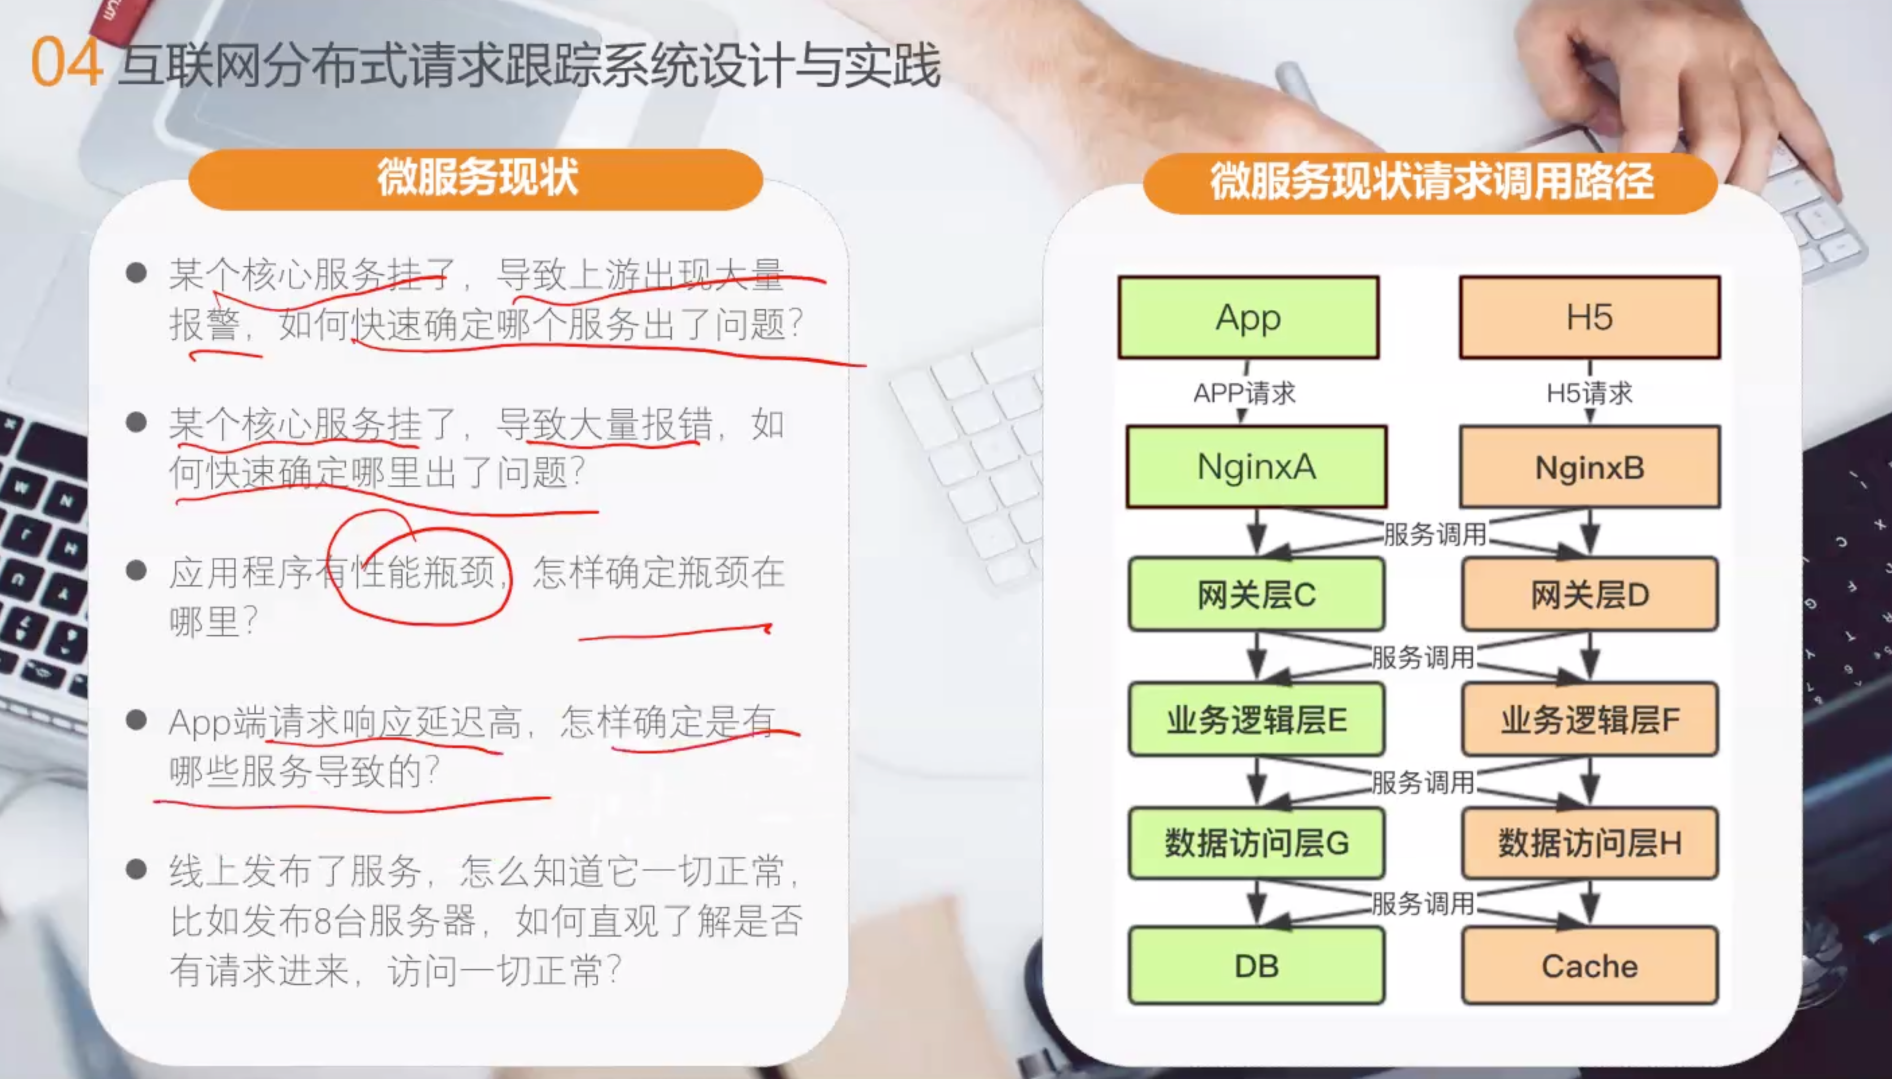 04 互联网分布式请求跟踪系统设计与实践
微服务现状
某个核心服务挂了，导致上游出现大量
报警，如何快速确定哪个服务出了问题？
某个核心服务挂了，导致大量报错，如
何快速确定哪里出了问题？
应用程序有性能瓶颈，怎样确定瓶颈在
哪里？
App端请求响应延迟高，怎样确定是有
哪些服务导致的？
线上发布了服务，怎么知道它一切正常，
比如发布8台服务器，如何直观了解是否
有请求进来，访问一切正常？
微服务现状请求调用路径
App
H5
APP请求
H5请求
NginxA
NginxB
服务调用
网关层C
网关层D
服务调用
业务逻辑层E
业务逻辑层F
服务调用
数据访问层G
数据访问层H
服务调用
DB
Cache